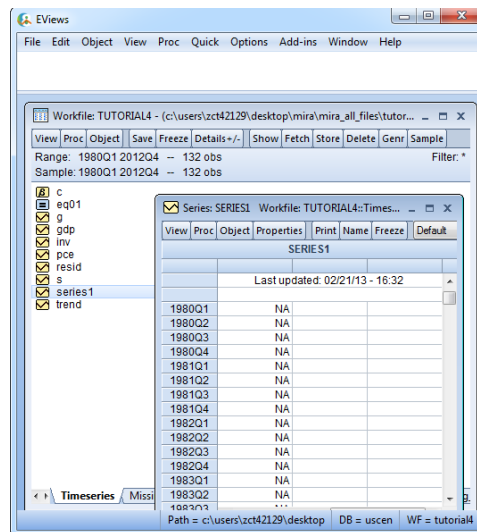 EViews
File Edit Object View Proc Quick Options Add-ins Window Help
Workfile: TUTORIAL4 - (c:\users\zct42129\desktop\mira\mira_all_files\tutor...
View Proc Object Save Freeze Details+/- Show Fetch Store Delete Genr Sample
Range: 1980Q1 2012Q4 -- 132 obs Filter: *
Sample: 1980Q1 2012Q4 -- 132 obs
β c
eq01
g
gdp
inv
pce
resid
s
series1
trend
Series: SERIES1 Workfile: TUTORIAL4::Times...
View Proc Object Properties Print Name Freeze Default
SERIES1
Last updated: 02/21/13 - 16:32
1980Q1 NA
1980Q2 NA
1980Q3 NA
1980Q4 NA
1981Q1 NA
1981Q2 NA
1981Q3 NA
1981Q4 NA
1982Q1 NA
1982Q2 NA
1982Q3 NA
1982Q4 NA
1983Q1 NA
1983Q2 NA
1983Q3 NA
Timeseries Missi
Path = c:\users\zct42129\desktop DB = uscen WF = tutorial4